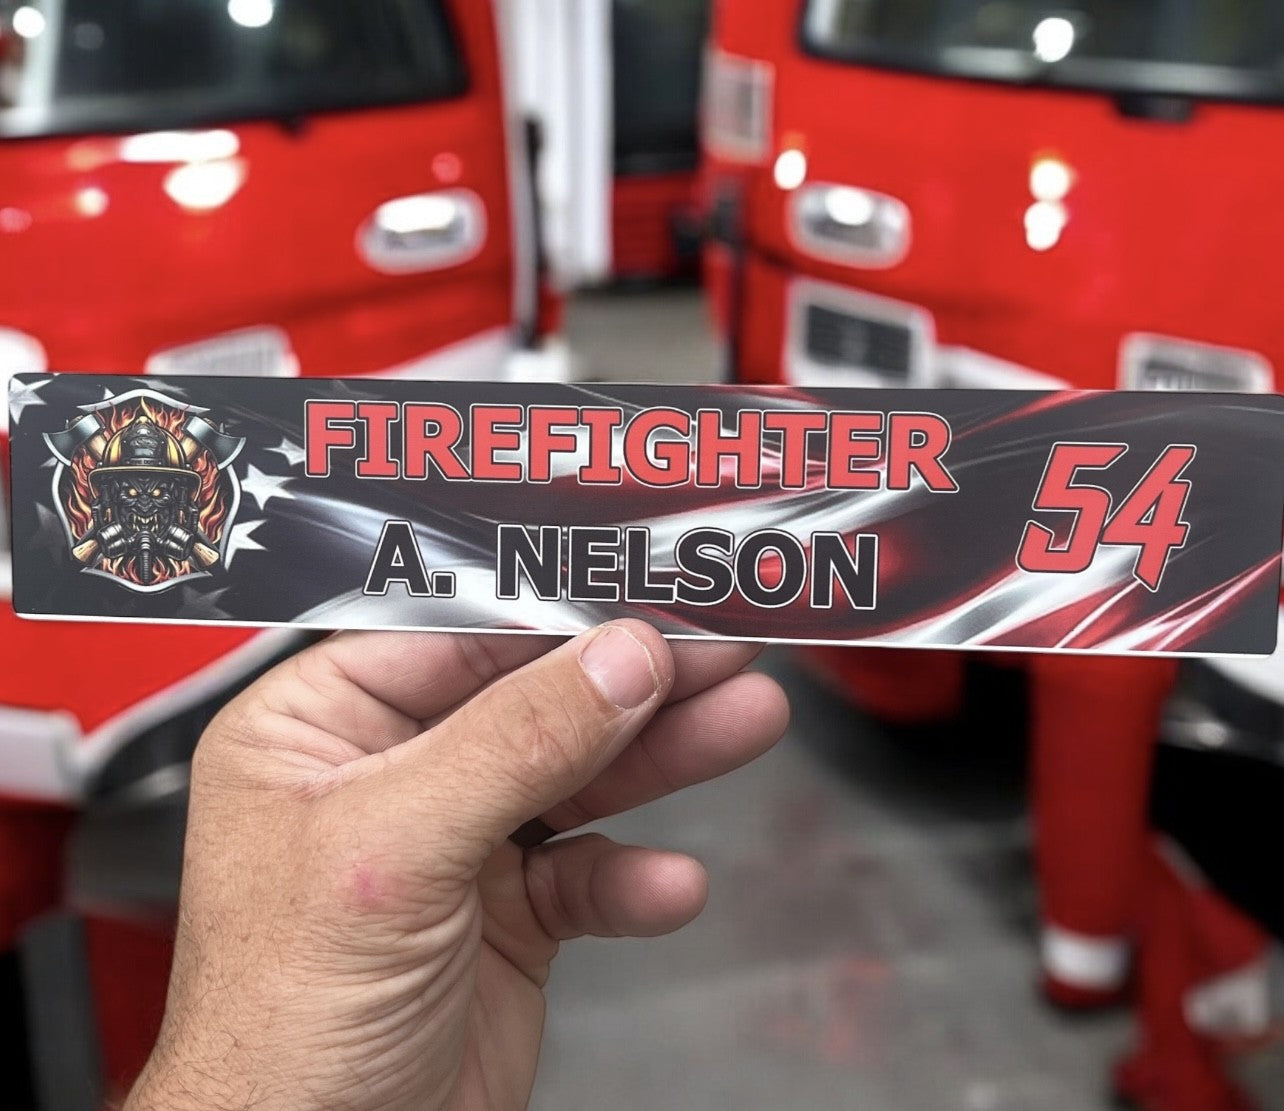 FIREFIGHTER
A. NELSON
54